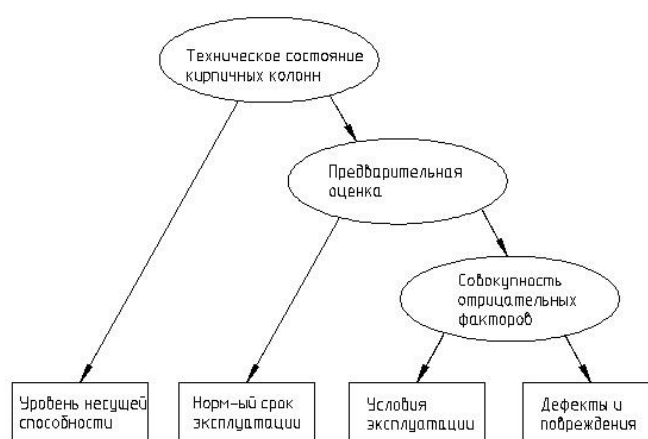 Техническое состояние
кирпичных колонн
Предварительная
оценка
Совокупность
отрицательных
факторов
Уровень несущей
способности
Норм-ый срок
эксплуатации
Условия
эксплуатации
Дефекты и
повреждения